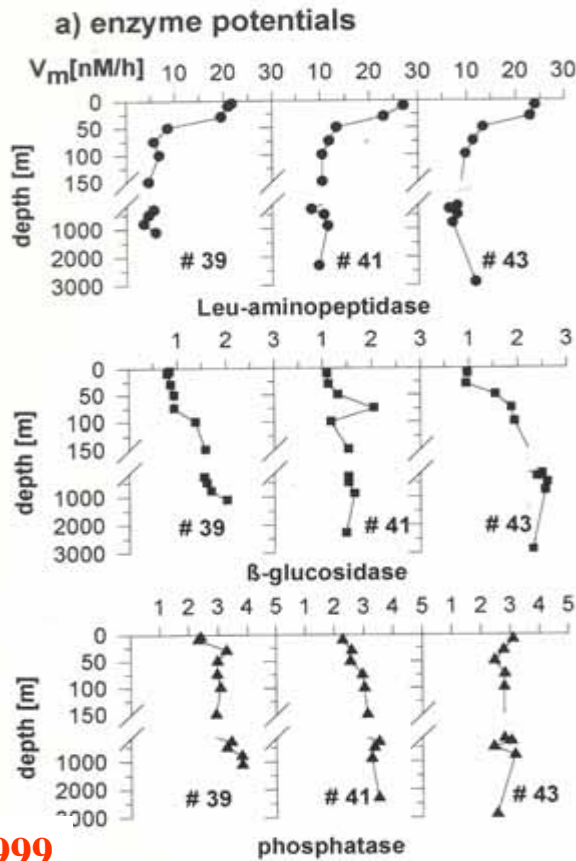 a) enzyme potentials
Vm[nM/h] 10 20 30 10 20 30 10 20 30
0
50
100
150
1000
2000
3000
depth [m]
# 39 # 41 # 43
Leu-aminopeptidase
1 2 3 1 2 3 1 2 3
0
50
100
150
1000
2000
3000
depth [m]
# 39 # 41 # 43
ß-glucosidase
1 2 3 4 5 1 2 3 4 5 1 2 3 4 5
0
50
100
150
1000
2000
000
depth [m]
# 39 # 41 # 43
999
phosphatase